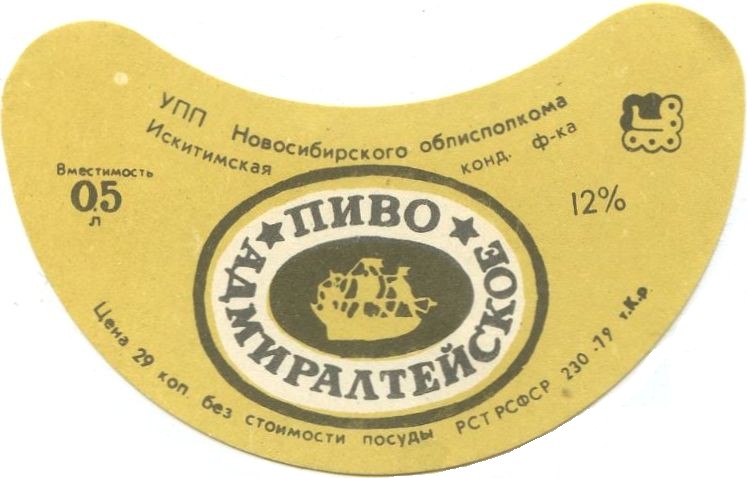 УПП Новосибирского облисполкома
Искитимская конд. ф-ка
Вместимость
0,5
л
12%
ПИВО
АДМИРАЛТЕЙСКОЕ
Цена 29 коп. без стоимости посуды РСТ РСФСР 230-79 т.К.р.